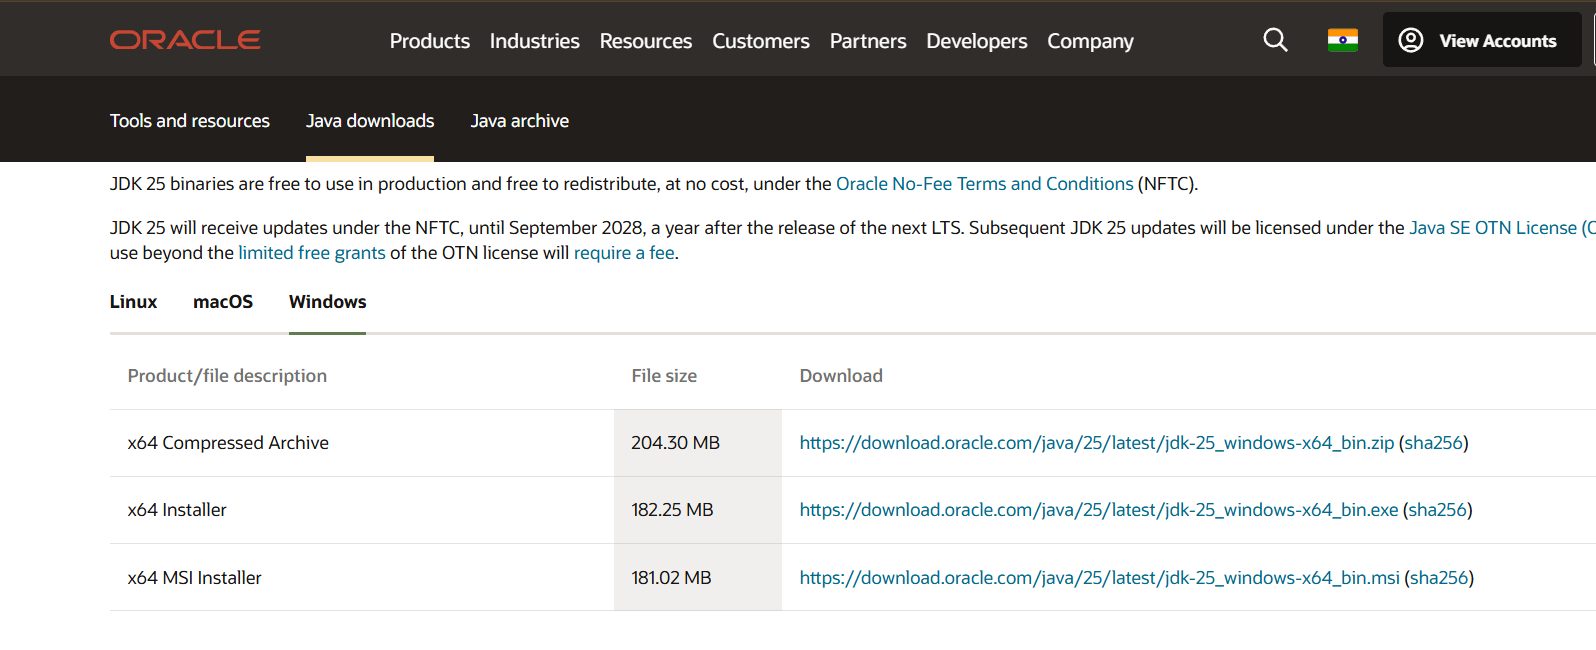 ORACLE Products Industries Resources Customers Partners Developers Company View Accounts
Tools and resources Java downloads Java archive
JDK 25 binaries are free to use in production and free to redistribute, at no cost, under the Oracle No-Fee Terms and Conditions (NFTC).
JDK 25 will receive updates under the NFTC, until September 2028, a year after the release of the next LTS. Subsequent JDK 25 updates will be licensed under the Java SE OTN License
use beyond the limited free grants of the OTN license will require a fee.
Linux macOS Windows
Product/file description File size Download
x64 Compressed Archive 204.30 MB https://download.oracle.com/java/25/latest/jdk-25_windows-x64_bin.zip (sha256)
x64 Installer 182.25 MB https://download.oracle.com/java/25/latest/jdk-25_windows-x64_bin.exe (sha256)
x64 MSI Installer 181.02 MB https://download.oracle.com/java/25/latest/jdk-25_windows-x64_bin.msi (sha256)